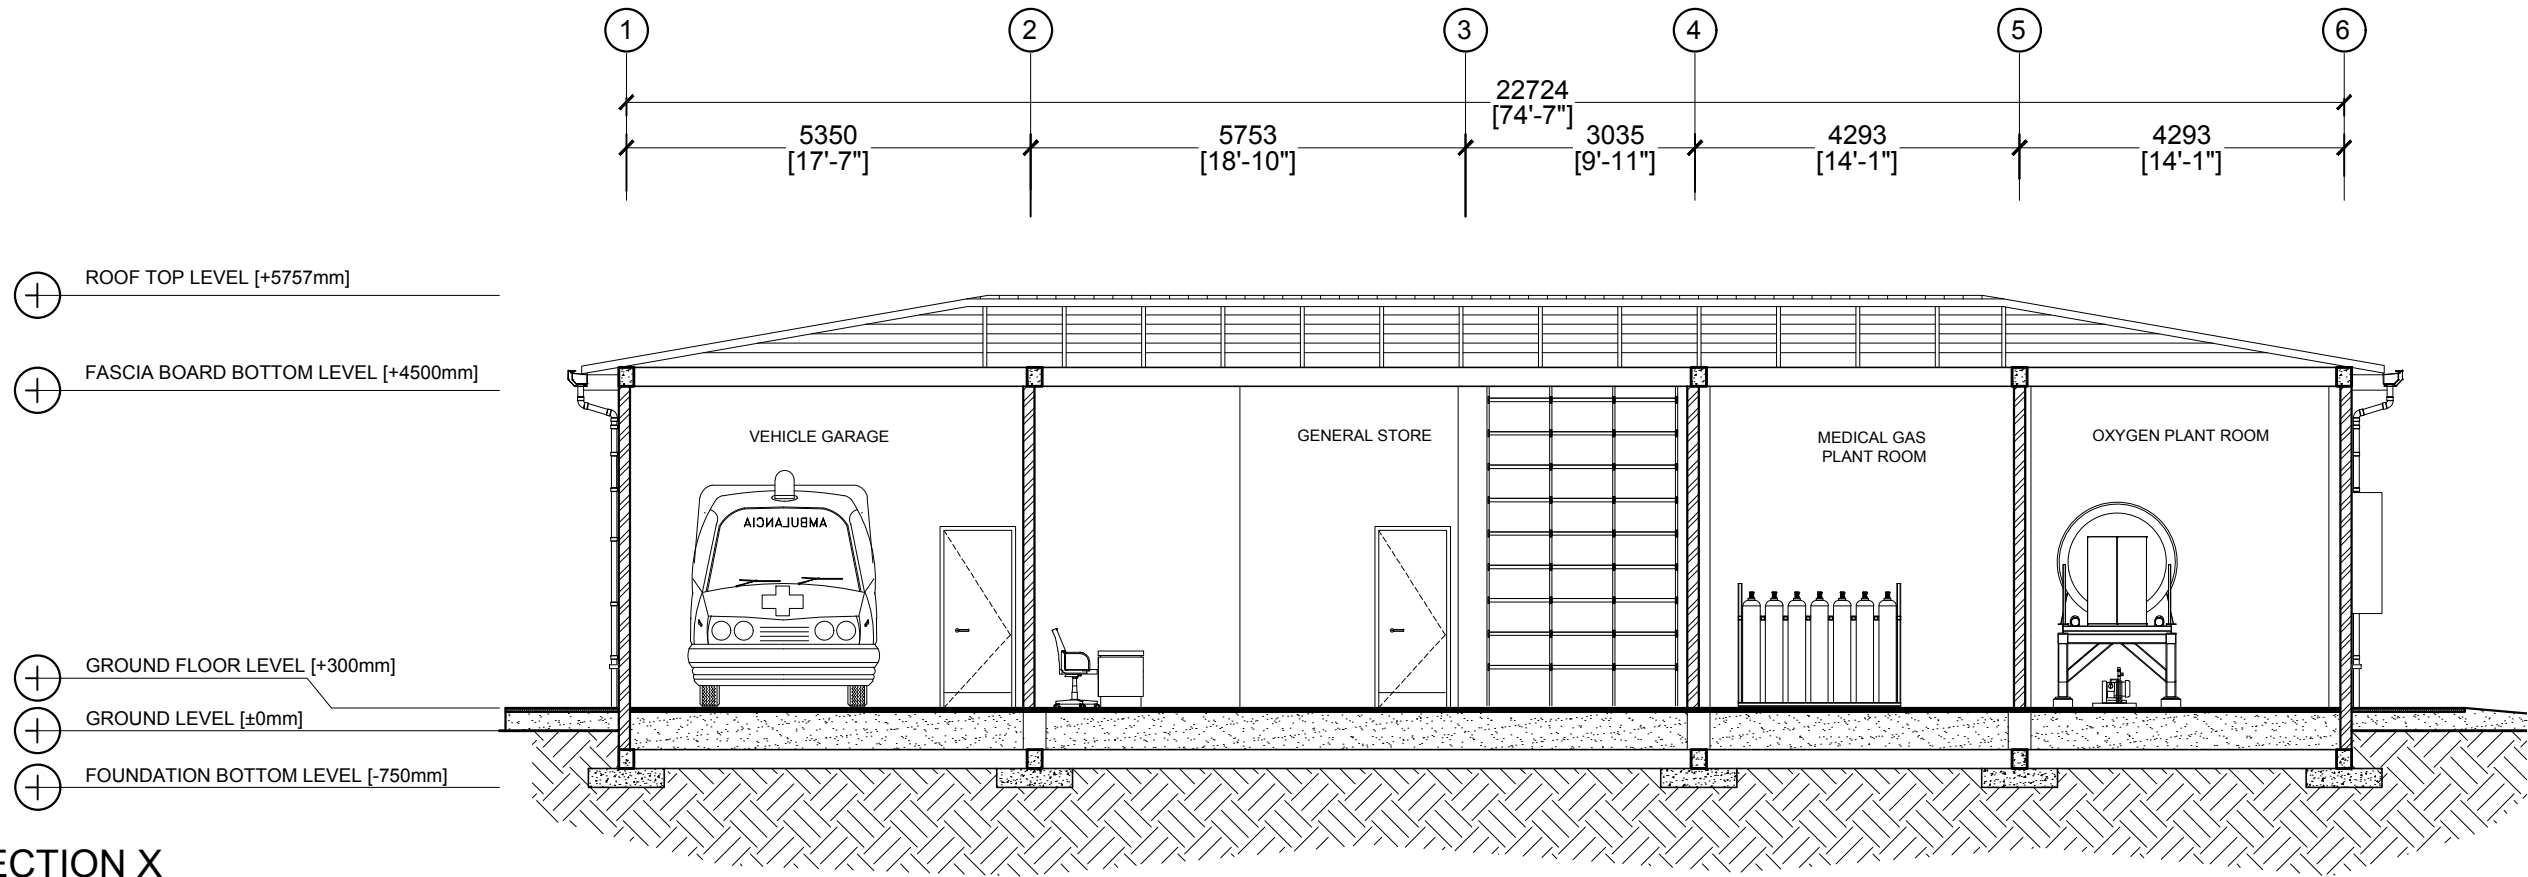 1 2 3 4 5 6
22724
[74'-7"]
5350 5753 3035 4293 4293
[17'-7"] [18'-10"] [9'-11"] [14'-1"] [14'-1"]
ROOF TOP LEVEL [+5757mm]
FASCIA BOARD BOTTOM LEVEL [+4500mm]
VEHICLE GARAGE
GENERAL STORE
MEDICAL GAS
PLANT ROOM
OXYGEN PLANT ROOM
AMBULANCIA
GROUND FLOOR LEVEL [+300mm]
GROUND LEVEL [±0mm]
FOUNDATION BOTTOM LEVEL [-750mm]
ECTION X